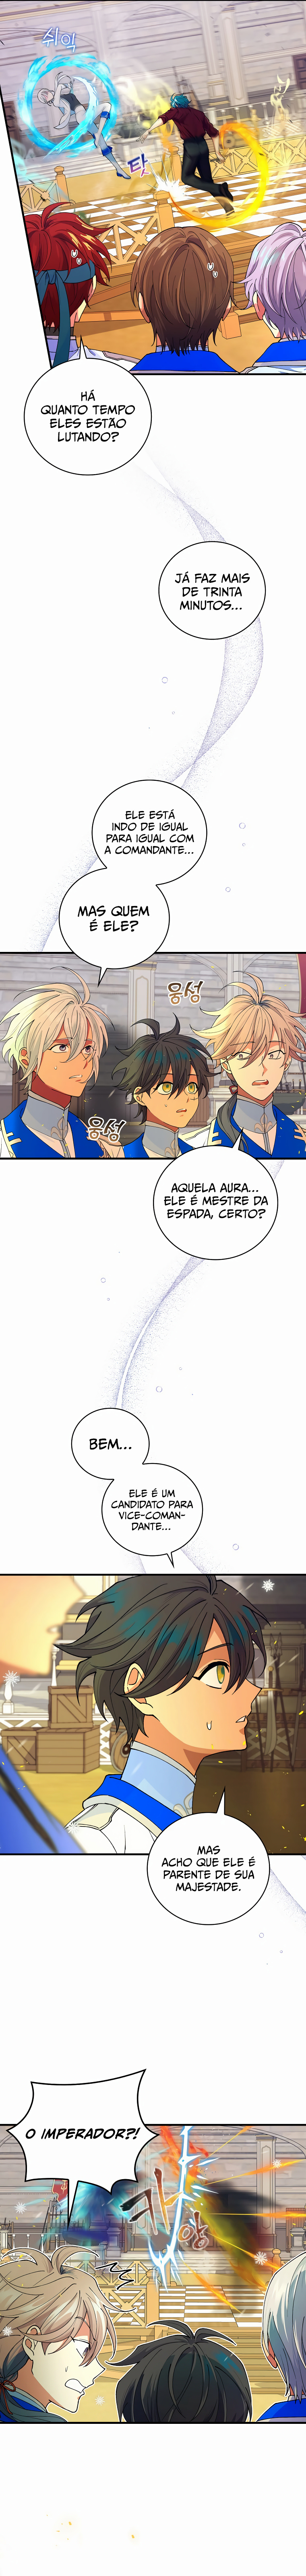 쉬익
탓
HÁ
QUANTO TEMPO
ELES ESTÃO
LUTANDO?
JÁ FAZ MAIS
DE TRINTA
MINUTOS...
ELE ESTÁ
INDO DE IGUAL
PARA IGUAL COM
A COMANDANTE...
MAS QUEM
É ELE?
웅성
웅성
AQUELA AURA...
ELE É MESTRE DA
ESPADA, CERTO?
BEM...
ELE É UM
CANDIDATO PARA
VICE-COMAN-
DANTE...
MAS
ACHO QUE ELE É
PARENTE DE SUA
MAJESTADE.
O IMPERADOR?!
카
앙